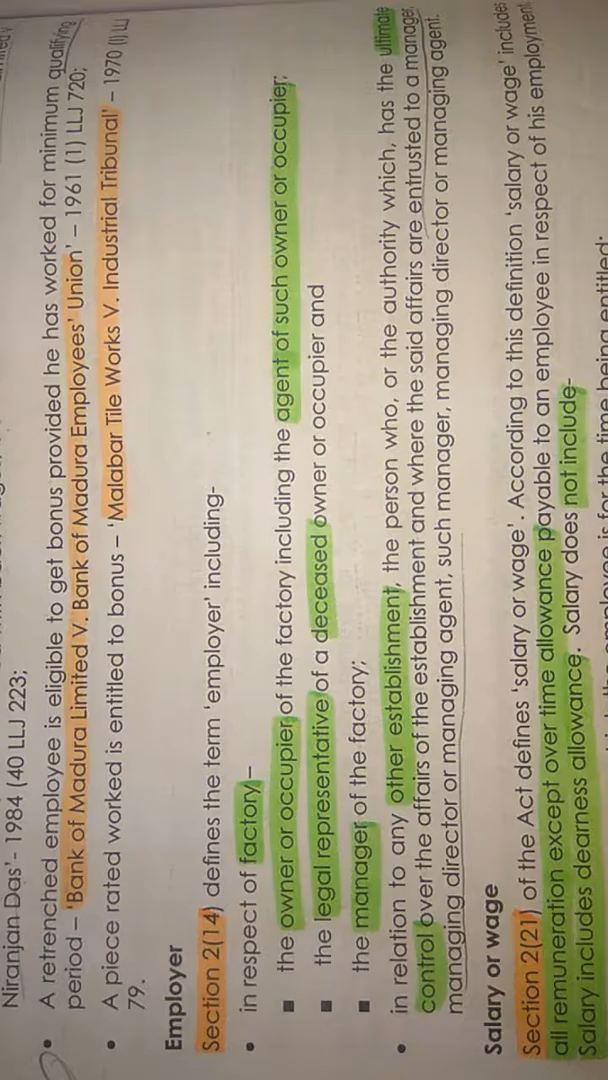 Niranjan Das' - 1984 (40 LLJ 223;
• A retrenched employee is eligible to get bonus provided he has worked for minimum qualifying
period – 'Bank of Madura Limited V. Bank of Madura Employees' Union' – 1961 (1) LLJ 720;
• A piece rated worked is entitled to bonus – 'Malabar Tile Works V. Industrial Tribunal' – 1970 (I) LLJ
79.
Employer
Section 2(14) defines the term 'employer' including-
• in respect of factory –
■ the owner or occupier of the factory including the agent of such owner or occupier;
■ the legal representative of a deceased owner or occupier and
■ the manager of the factory;
• in relation to any other establishment, the person who, or the authority which, has the ultimate
control over the affairs of the establishment and where the said affairs are entrusted to a manager,
managing director or managing agent, such manager, managing director or managing agent.
Salary or wage
Section 2(21) of the Act defines 'salary or wage'. According to this definition 'salary or wage' includes
all remuneration except over time allowance payable to an employee in respect of his employment.
Salary includes dearness allowance. Salary does not include-
employee is for the time being entitled;